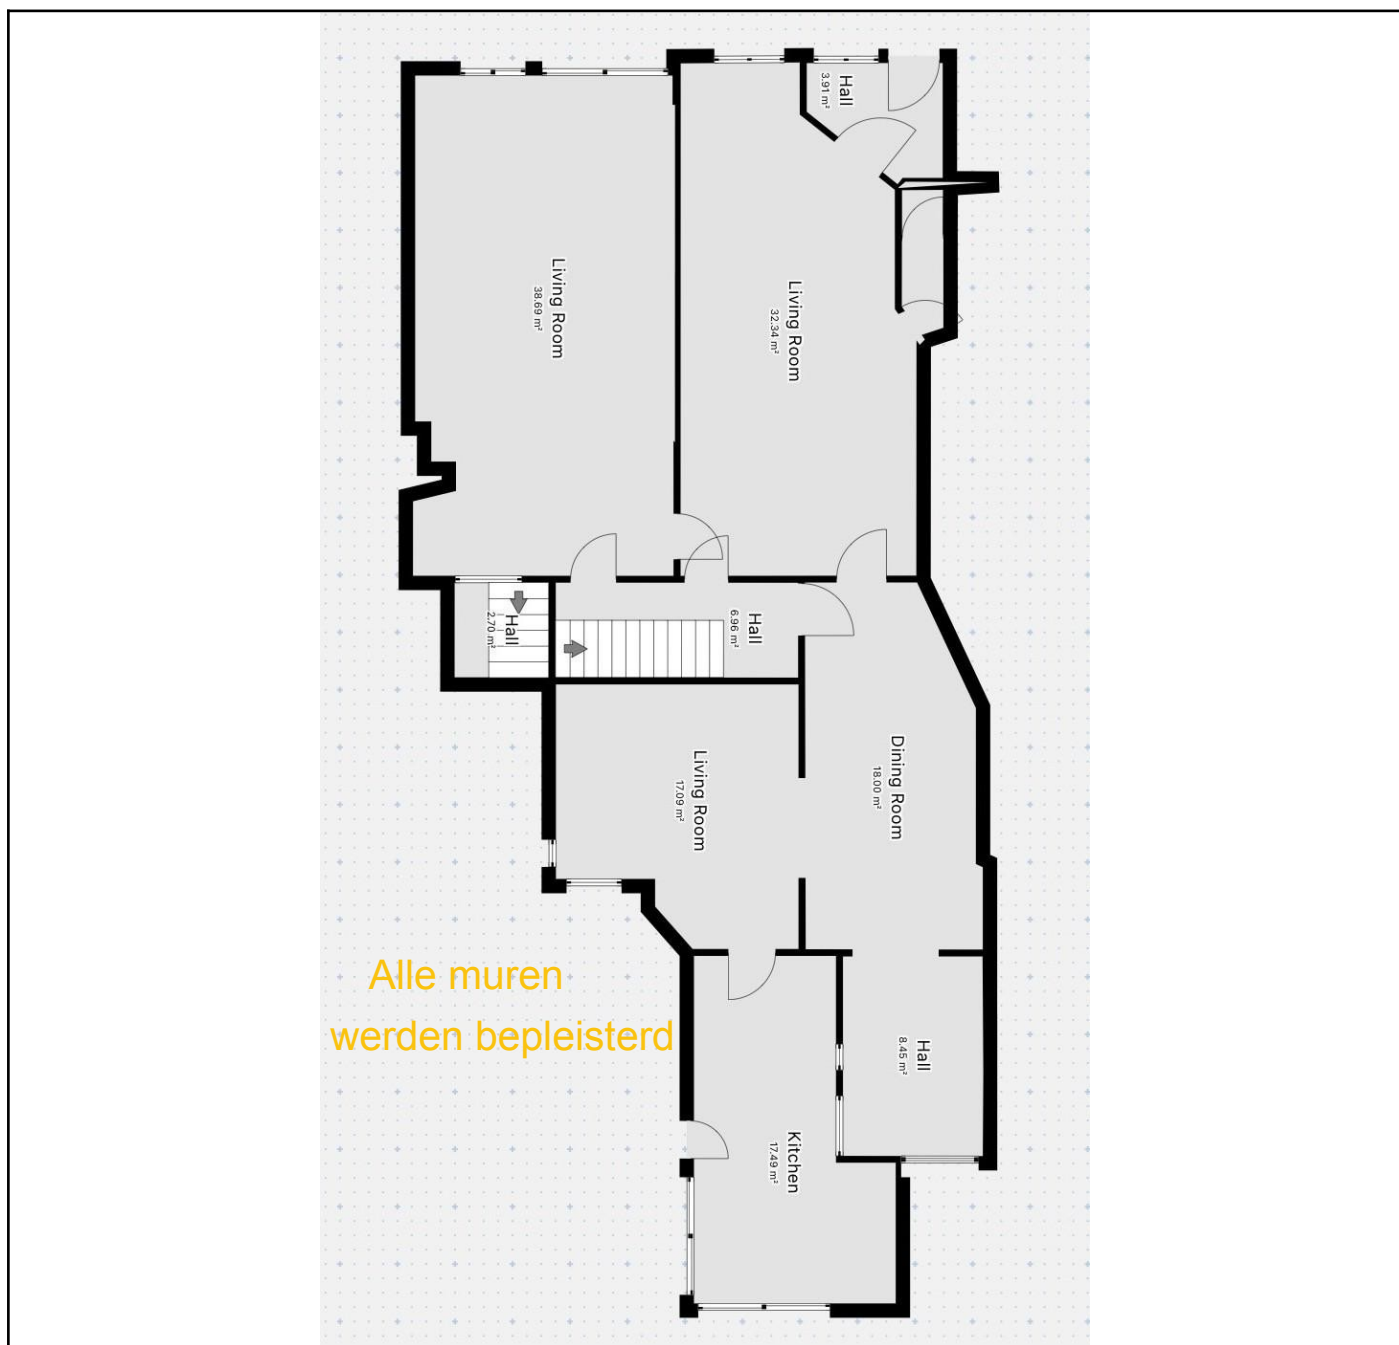 Hall
3.91 m²
Living Room
38.69 m²
Living Room
32.34 m²
Hall
2.70 m²
Hall
6.96 m²
Living Room
17.09 m²
Dining Room
18.00 m²
Alle muren
werden bepleisterd
Hall
8.45 m²
Kitchen
17.49 m²